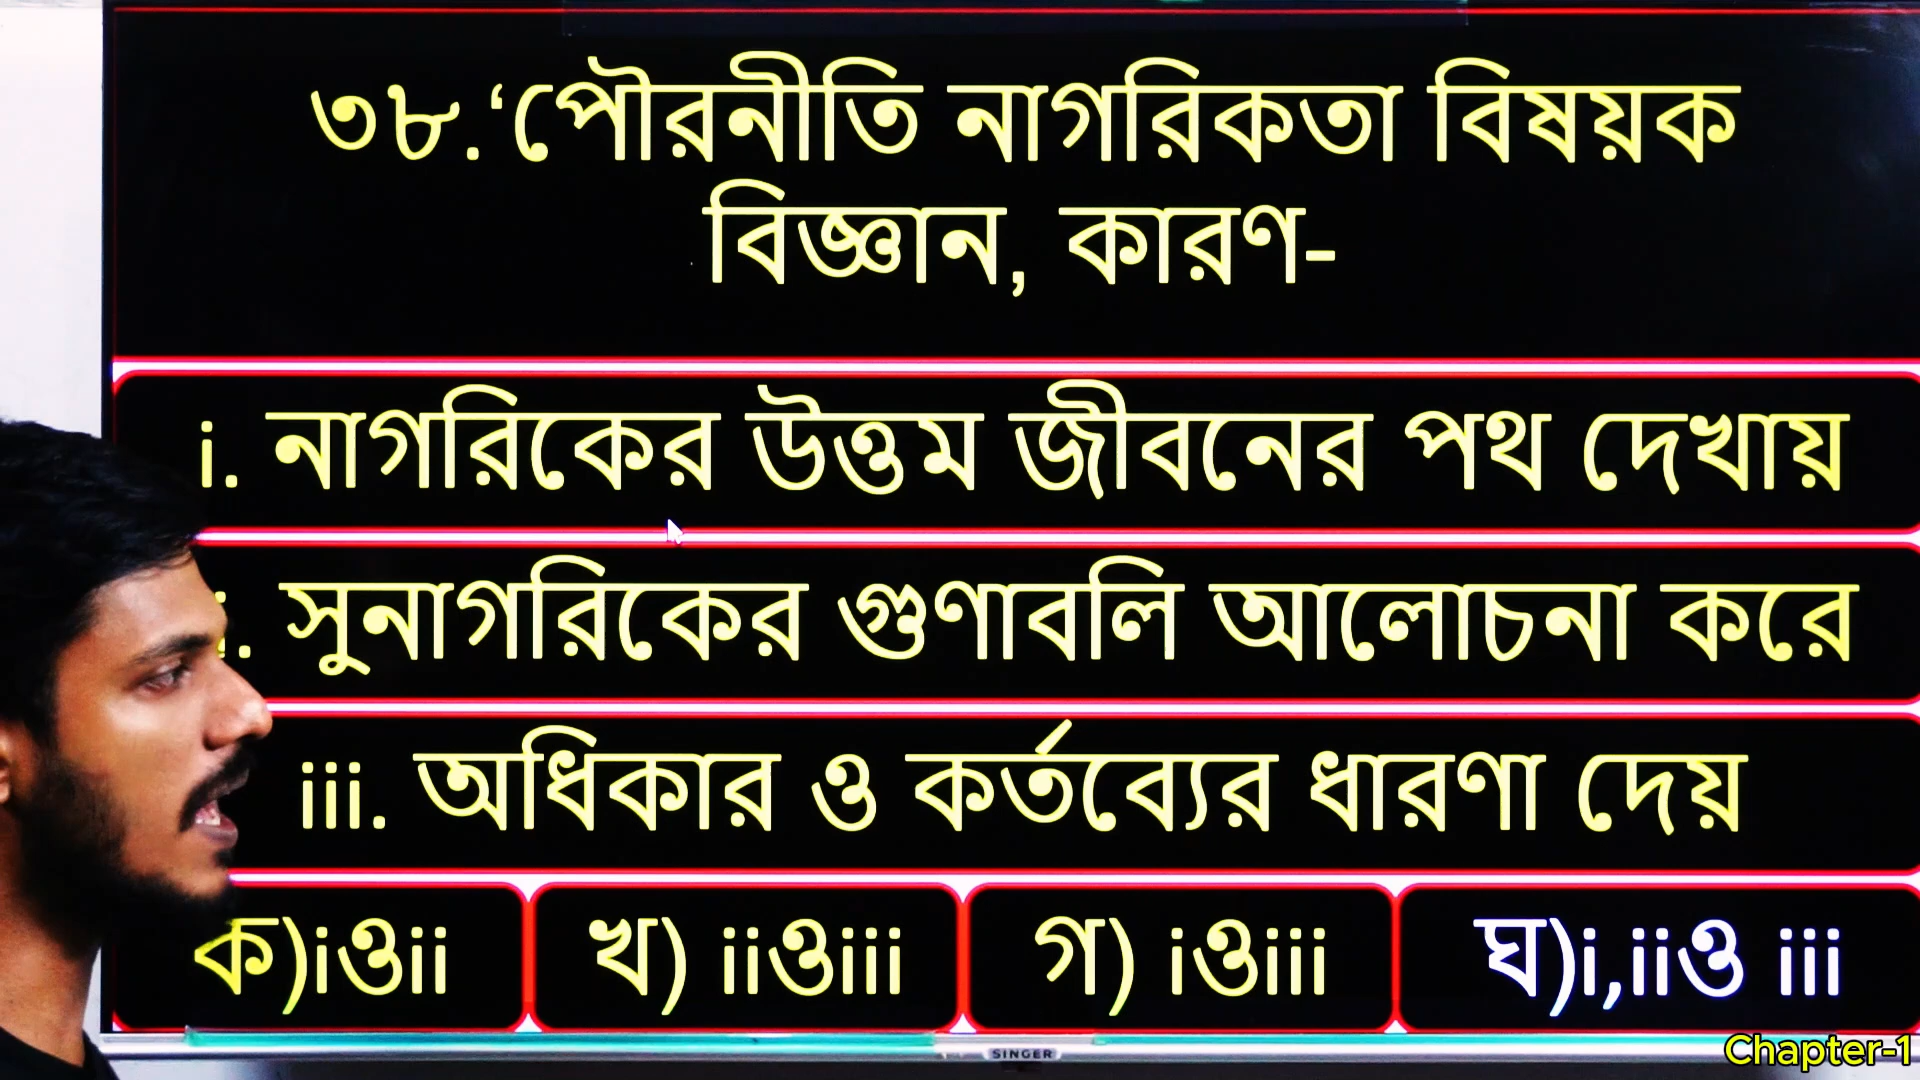 ৩৮.‘পৌরনীতি নাগরিকতা বিষয়ক
বিজ্ঞান, কারণ-
i. নাগরিকের উত্তম জীবনের পথ দেখায়
সুনাগরিকের গুণাবলি আলোচনা করে
iii. অধিকার ও কর্তব্যের ধারণা দেয়
ক)iওii
খ) iiওiii
গ) iওiii
ঘ)i,iiও iii
SINGER
Chapter-1